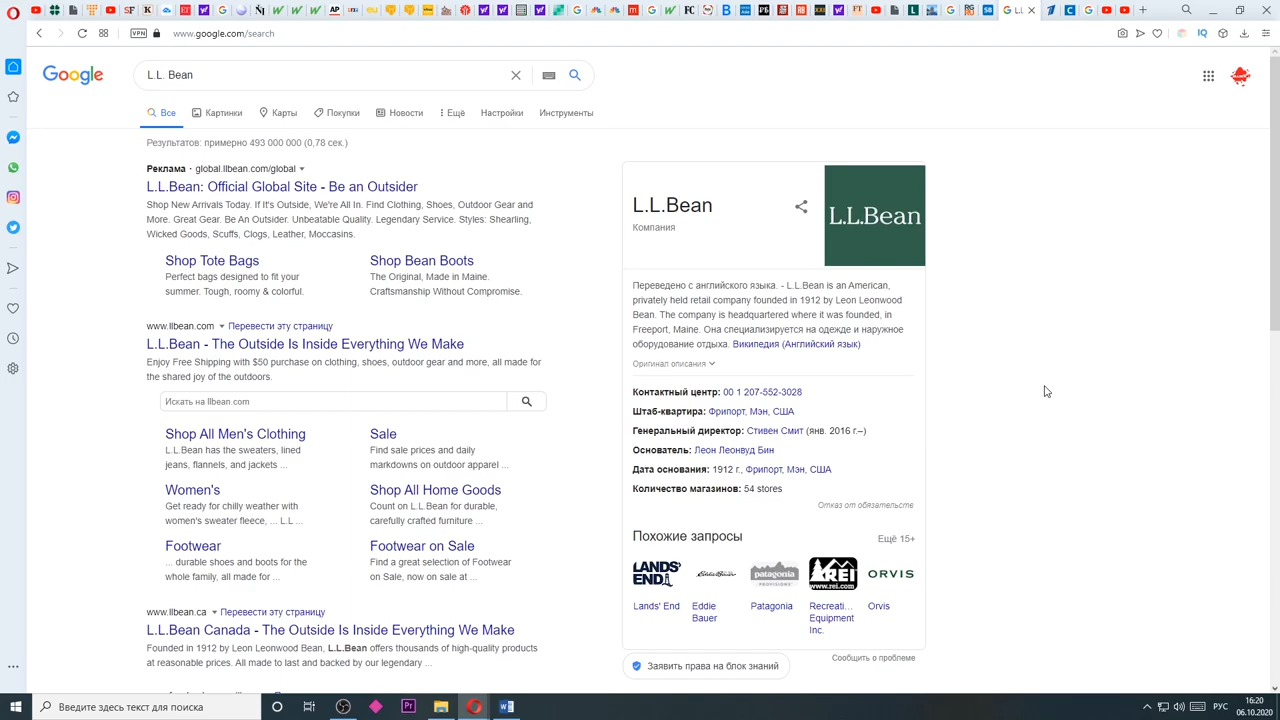 VPN
www.google.com/search
Google
L.L. Bean
Все
Картинки
Карты
Покупки
Новости
Ещё
Настройки
Инструменты
Результатов: примерно 493 000 000 (0,78 сек.)
Реклама · global.llbean.com/global
L.L.Bean: Official Global Site - Be an Outsider
Shop New Arrivals Today. If It's Outside, We're All In. Find Clothing, Shoes, Outdoor Gear and
More. Great Gear. Be An Outsider. Unbeatable Quality. Legendary Service. Styles: Shearling,
Wicked Goods, Scuffs, Clogs, Leather, Moccasins.
Shop Tote Bags
Perfect bags designed to fit your
summer. Tough, roomy & colorful.
Shop Bean Boots
The Original, Made in Maine.
Craftsmanship Without Compromise.
www.llbean.com Перевести эту страницу
L.L.Bean - The Outside Is Inside Everything We Make
Enjoy Free Shipping with $50 purchase on clothing, shoes, outdoor gear and more, all made for
the shared joy of the outdoors.
Искать на llbean.com
Shop All Men's Clothing
L.L.Bean has the sweaters, lined
jeans, flannels, and jackets ...
Sale
Find sale prices and daily
markdowns on outdoor apparel ...
Women's
Get ready for chilly weather with
women's sweater fleece, ... L.L ...
Shop All Home Goods
Count on L.L.Bean for durable,
carefully crafted furniture ...
Footwear
... durable shoes and boots for the
whole family, all made for ...
Footwear on Sale
Find a great selection of Footwear
on Sale, now on sale at ...
www.llbean.ca Перевести эту страницу
L.L.Bean Canada - The Outside Is Inside Everything We Make
Founded in 1912 by Leon Leonwood Bean, L.L.Bean offers thousands of high-quality products
at reasonable prices. All made to last and backed by our legendary ...
L.L.Bean
Компания
L.L.Bean
Переведено с английского языка. - L.L.Bean is an American,
privately held retail company founded in 1912 by Leon Leonwood
Bean. The company is headquartered where it was founded, in
Freeport, Maine. Она специализируется на одежде и наружное
оборудование отдыха. Википедия (Английский язык)
Оригинал описания
Контактный центр: 00 1 207-552-3028
Штаб-квартира: Фрипорт, Мэн, США
Генеральный директор: Стивен Смит (янв. 2016 г.–)
Основатель: Леон Леонвуд Бин
Дата основания: 1912 г., Фрипорт, Мэн, США
Количество магазинов: 54 stores
Отказ от обязательств
Похожие запросы
Ещё 15+
LANDS' END
Eddie Bauer
patagonia
PROVISIONS
REI
www.rei.com
ORVIS
Lands' End
Eddie
Bauer
Patagonia
Recreati...
Equipment
Inc.
Orvis
Заявить права на блок знаний
Сообщить о проблеме
Введите здесь текст для поиска
РУС
16:20
06.10.2020